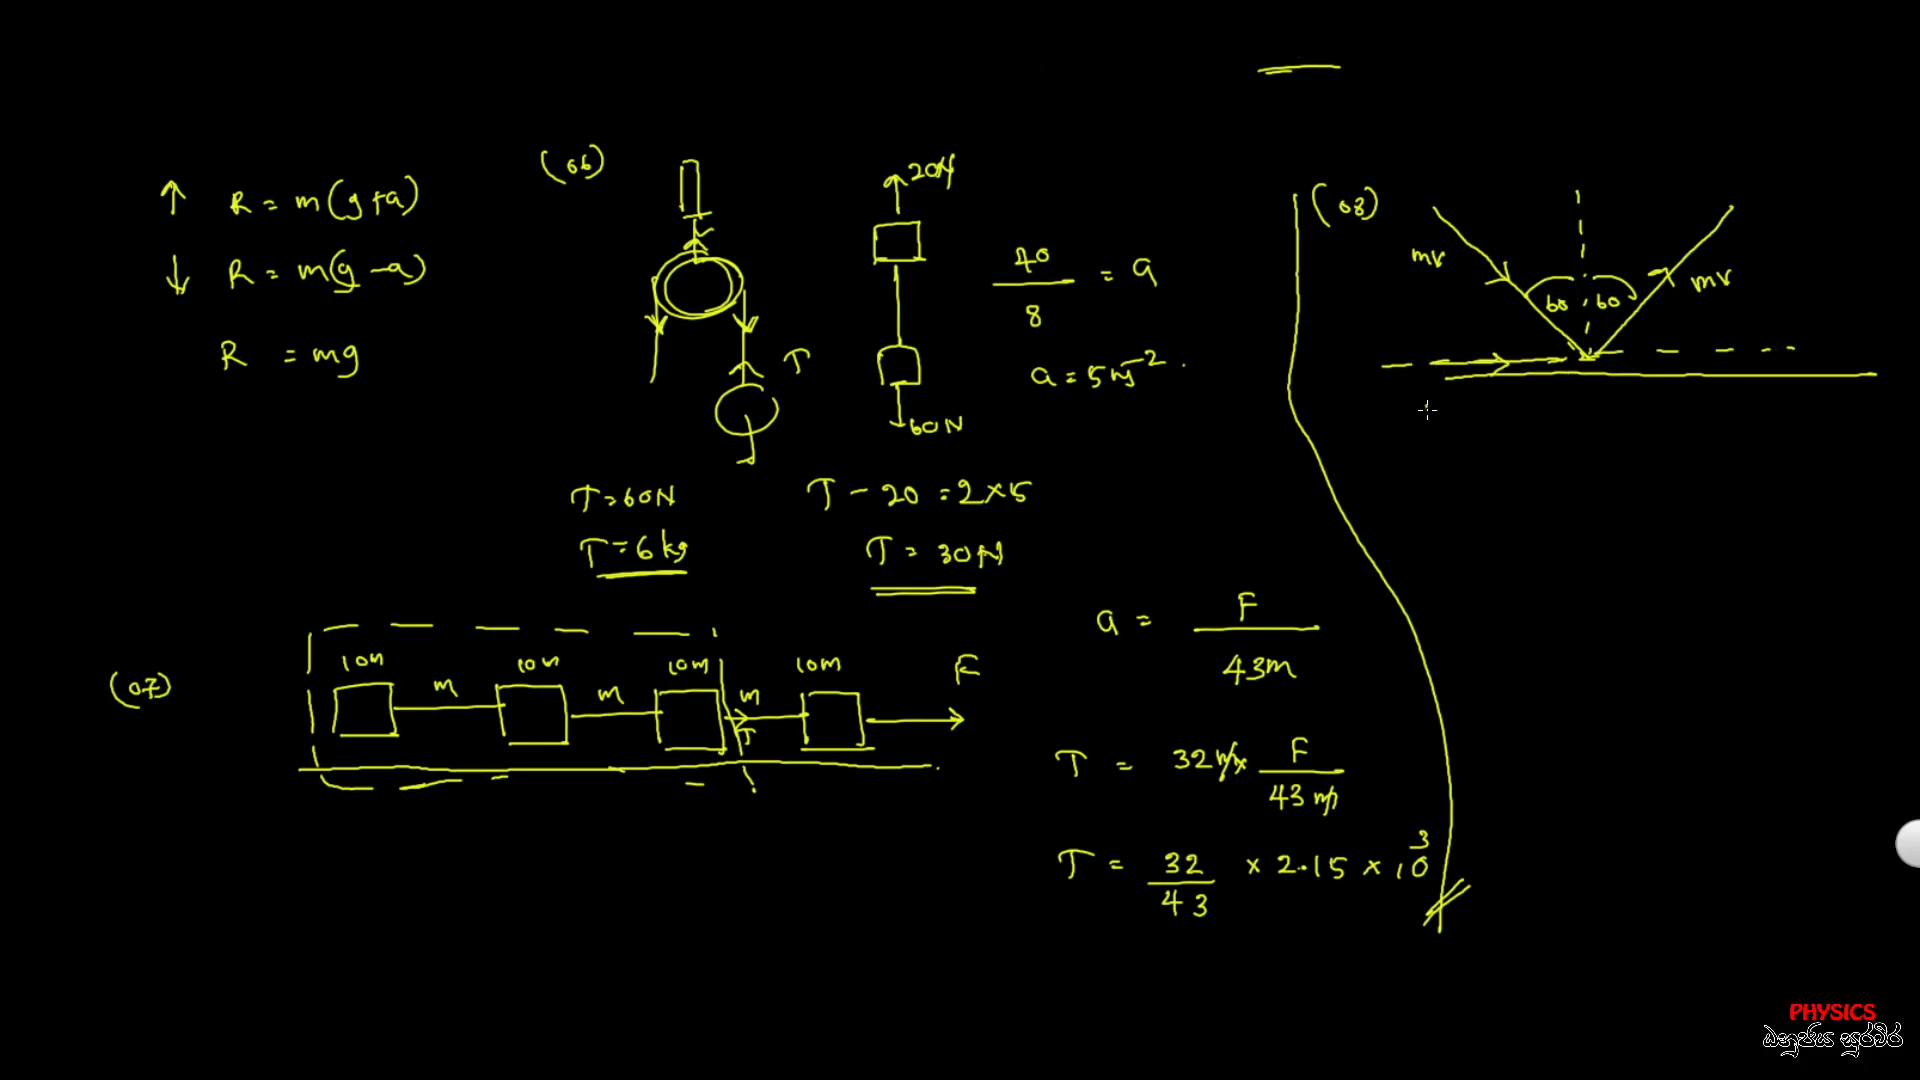 ↑ R = m(g+a)
↓ R = m(g-a)
R = mg
(06)
T
T=60N
T=6kg
20N
60N
40/8 = a
a = 5ms⁻²
T - 20 = 2×5
T = 30N
(07)
10m m 10m m 10m m 10m F
T
a = F/43m
T = 32m × F/43m
T = 32/43 × 2.15 × 10³
(08)
mv 60 60 mv
PHYSICS